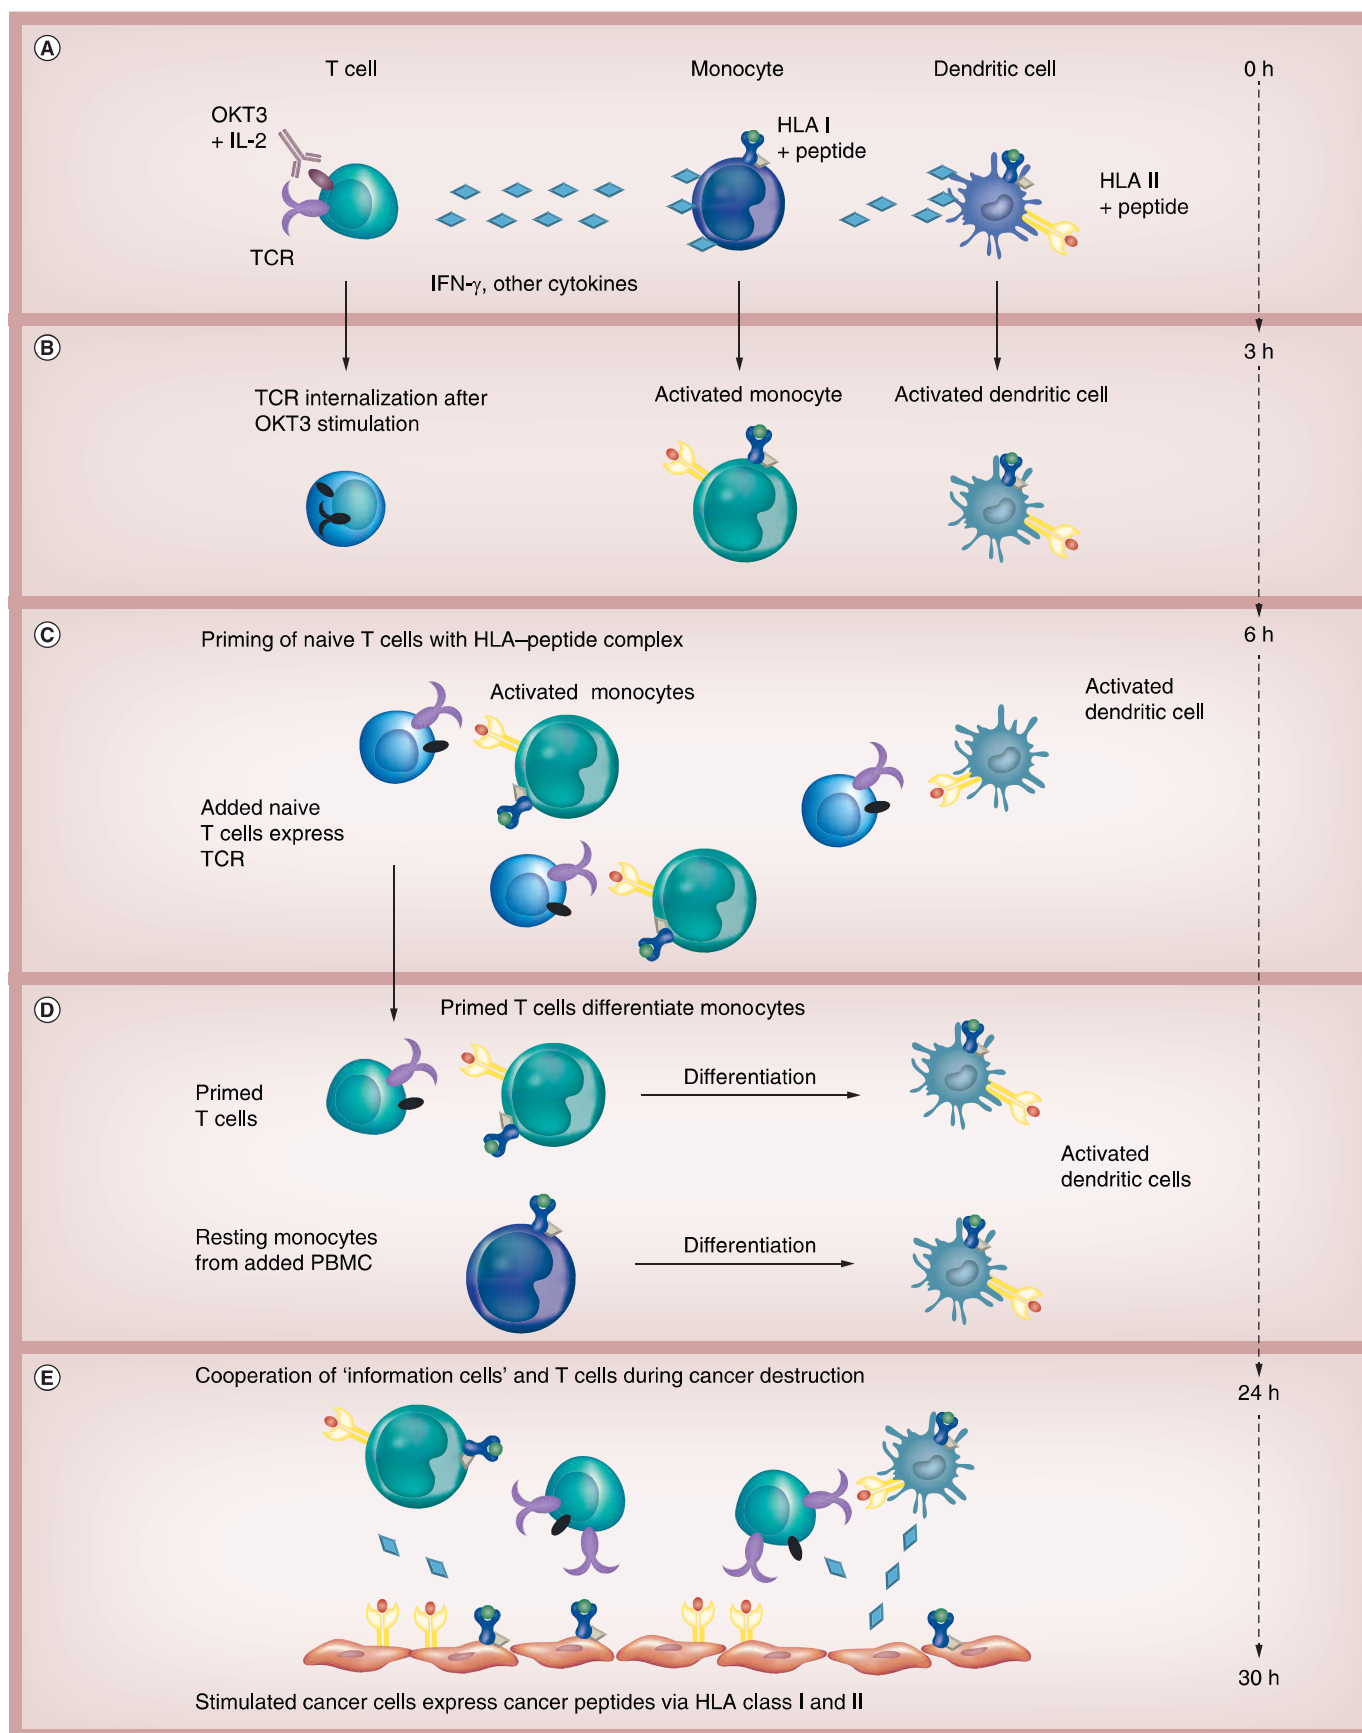 A
T cell
Monocyte
Dendritic cell
0 h
OKT3
+ IL-2
HLA I
+ peptide
HLA II
+ peptide
TCR
IFN-γ, other cytokines
B
3 h
TCR internalization after
OKT3 stimulation
Activated monocyte
Activated dendritic cell
C
Priming of naive T cells with HLA–peptide complex
6 h
Activated monocytes
Activated
dendritic cell
Added naive
T cells express
TCR
D
Primed T cells differentiate monocytes
Primed
T cells
Differentiation
Activated
dendritic cells
Resting monocytes
from added PBMC
Differentiation
E
Cooperation of ‘information cells’ and T cells during cancer destruction
24 h
30 h
Stimulated cancer cells express cancer peptides via HLA class I and II